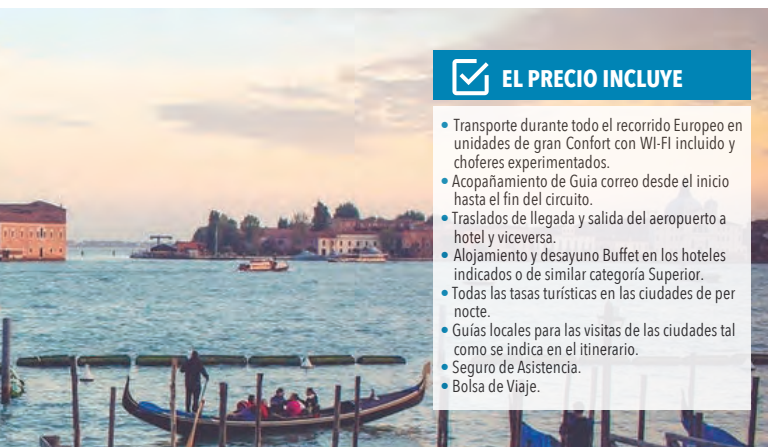 EL PRECIO INCLUYE
• Transporte durante todo el recorrido Europeo en
unidades de gran Confort con WI-FI incluido y
choferes experimentados.
• Acopañamiento de Guia correo desde el inicio
hasta el fin del circuito.
• Traslados de llegada y salida del aeropuerto a
hotel y viceversa.
• Alojamiento y desayuno Buffet en los hoteles
indicados o de similar categoría Superior.
• Todas las tasas turísticas en las ciudades de per
nocte.
• Guías locales para las visitas de las ciudades tal
como se indica en el itinerario.
• Seguro de Asistencia.
• Bolsa de Viaje.